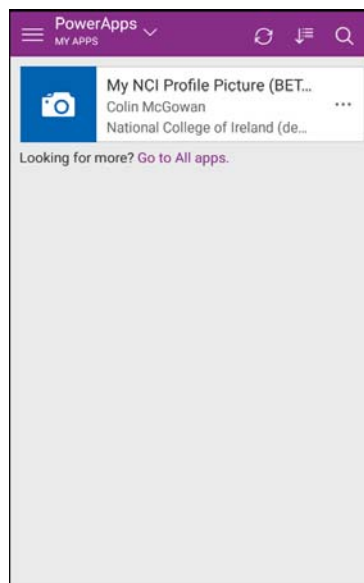 PowerApps
MY APPS
My NCI Profile Picture (BET...
Colin McGowan
National College of Ireland (de...
Looking for more? Go to All apps.